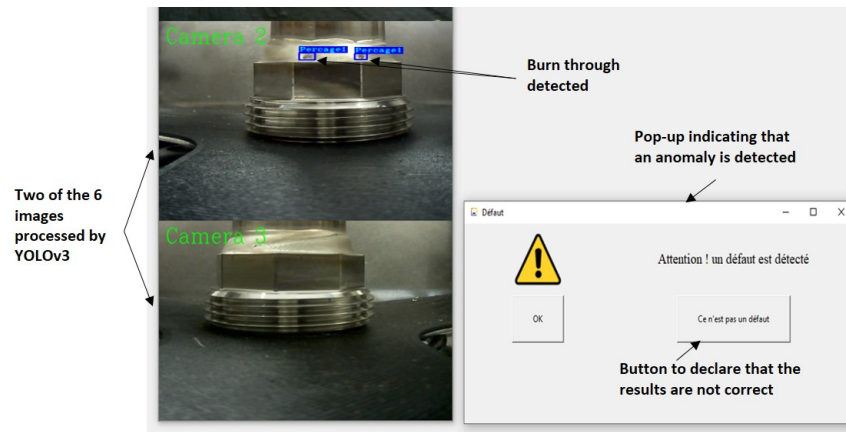 Camera 2
Percage1
Percage1
Burn through
detected
Pop-up indicating that
an anomaly is detected
Two of the 6
images
processed by
YOLOv3
Camera 3
Défaut
Attention ! un défaut est détecté
OK
Ce n'est pas un défaut
Button to declare that the
results are not correct